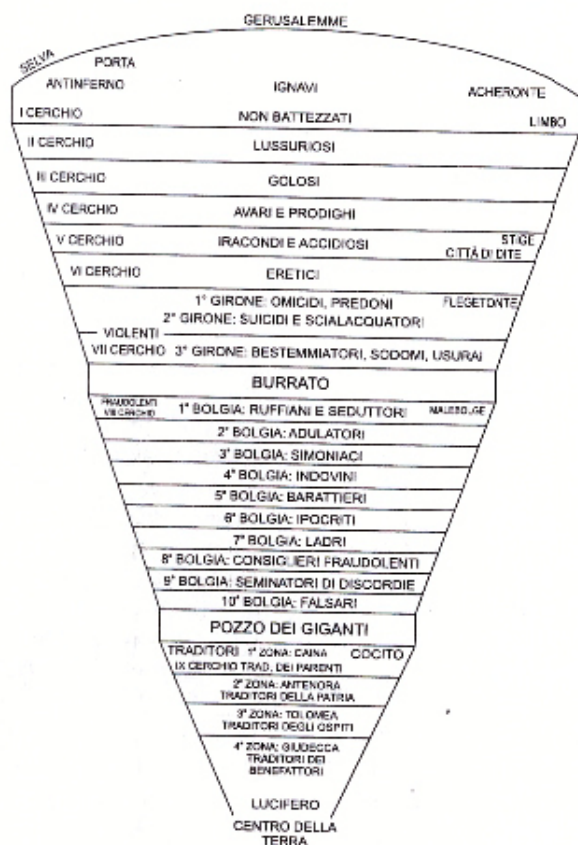 GERUSALEMME
SELVA
PORTA
ANTINFERNO IGNAVI ACHERONTE
I CERCHIO NON BATTEZZATI LIMBO
II CERCHIO LUSSURIOSI
III CERCHIO GOLOSI
IV CERCHIO AVARI E PRODIGHI
V CERCHIO IRACONDI E ACCIDIOSI STIGE
CITTÀ DI DITE
VI CERCHIO ERETICI
1° GIRONE: OMICIDI, PREDONI FLEGETONTE
2° GIRONE: SUICIDI E SCIALACQUATORI
VIOLENTI
VII CERCHIO 3° GIRONE: BESTEMMIATORI, SODOMI, USURAI
BURRATO
FRAUDOLENTI
VIII CERCHIO 1° BOLGIA: RUFFIANI E SEDUTTORI MALEBOLGE
2° BOLGIA: ADULATORI
3° BOLGIA: SIMONIACI
4° BOLGIA: INDOVINI
5° BOLGIA: BARATTIERI
6° BOLGIA: IPOCRITI
7° BOLGIA: LADRI
8° BOLGIA: CONSIGLIERI FRAUDOLENTI
9° BOLGIA: SEMINATORI DI DISCORDIE
10° BOLGIA: FALSARI
POZZO DEI GIGANTI
TRADITORI 1° ZONA: CAINA COCITO
IX CERCHIO TRAD. DEI PARENTI
2° ZONA: ANTENORA
TRADITORI DELLA PATRIA
3° ZONA: TOLOMEA
TRADITORI DEGLI OSPITI
4° ZONA: GIUDECCA
TRADITORI DEI
BENEFATTORI
LUCIFERO
CENTRO DELLA
TERRA